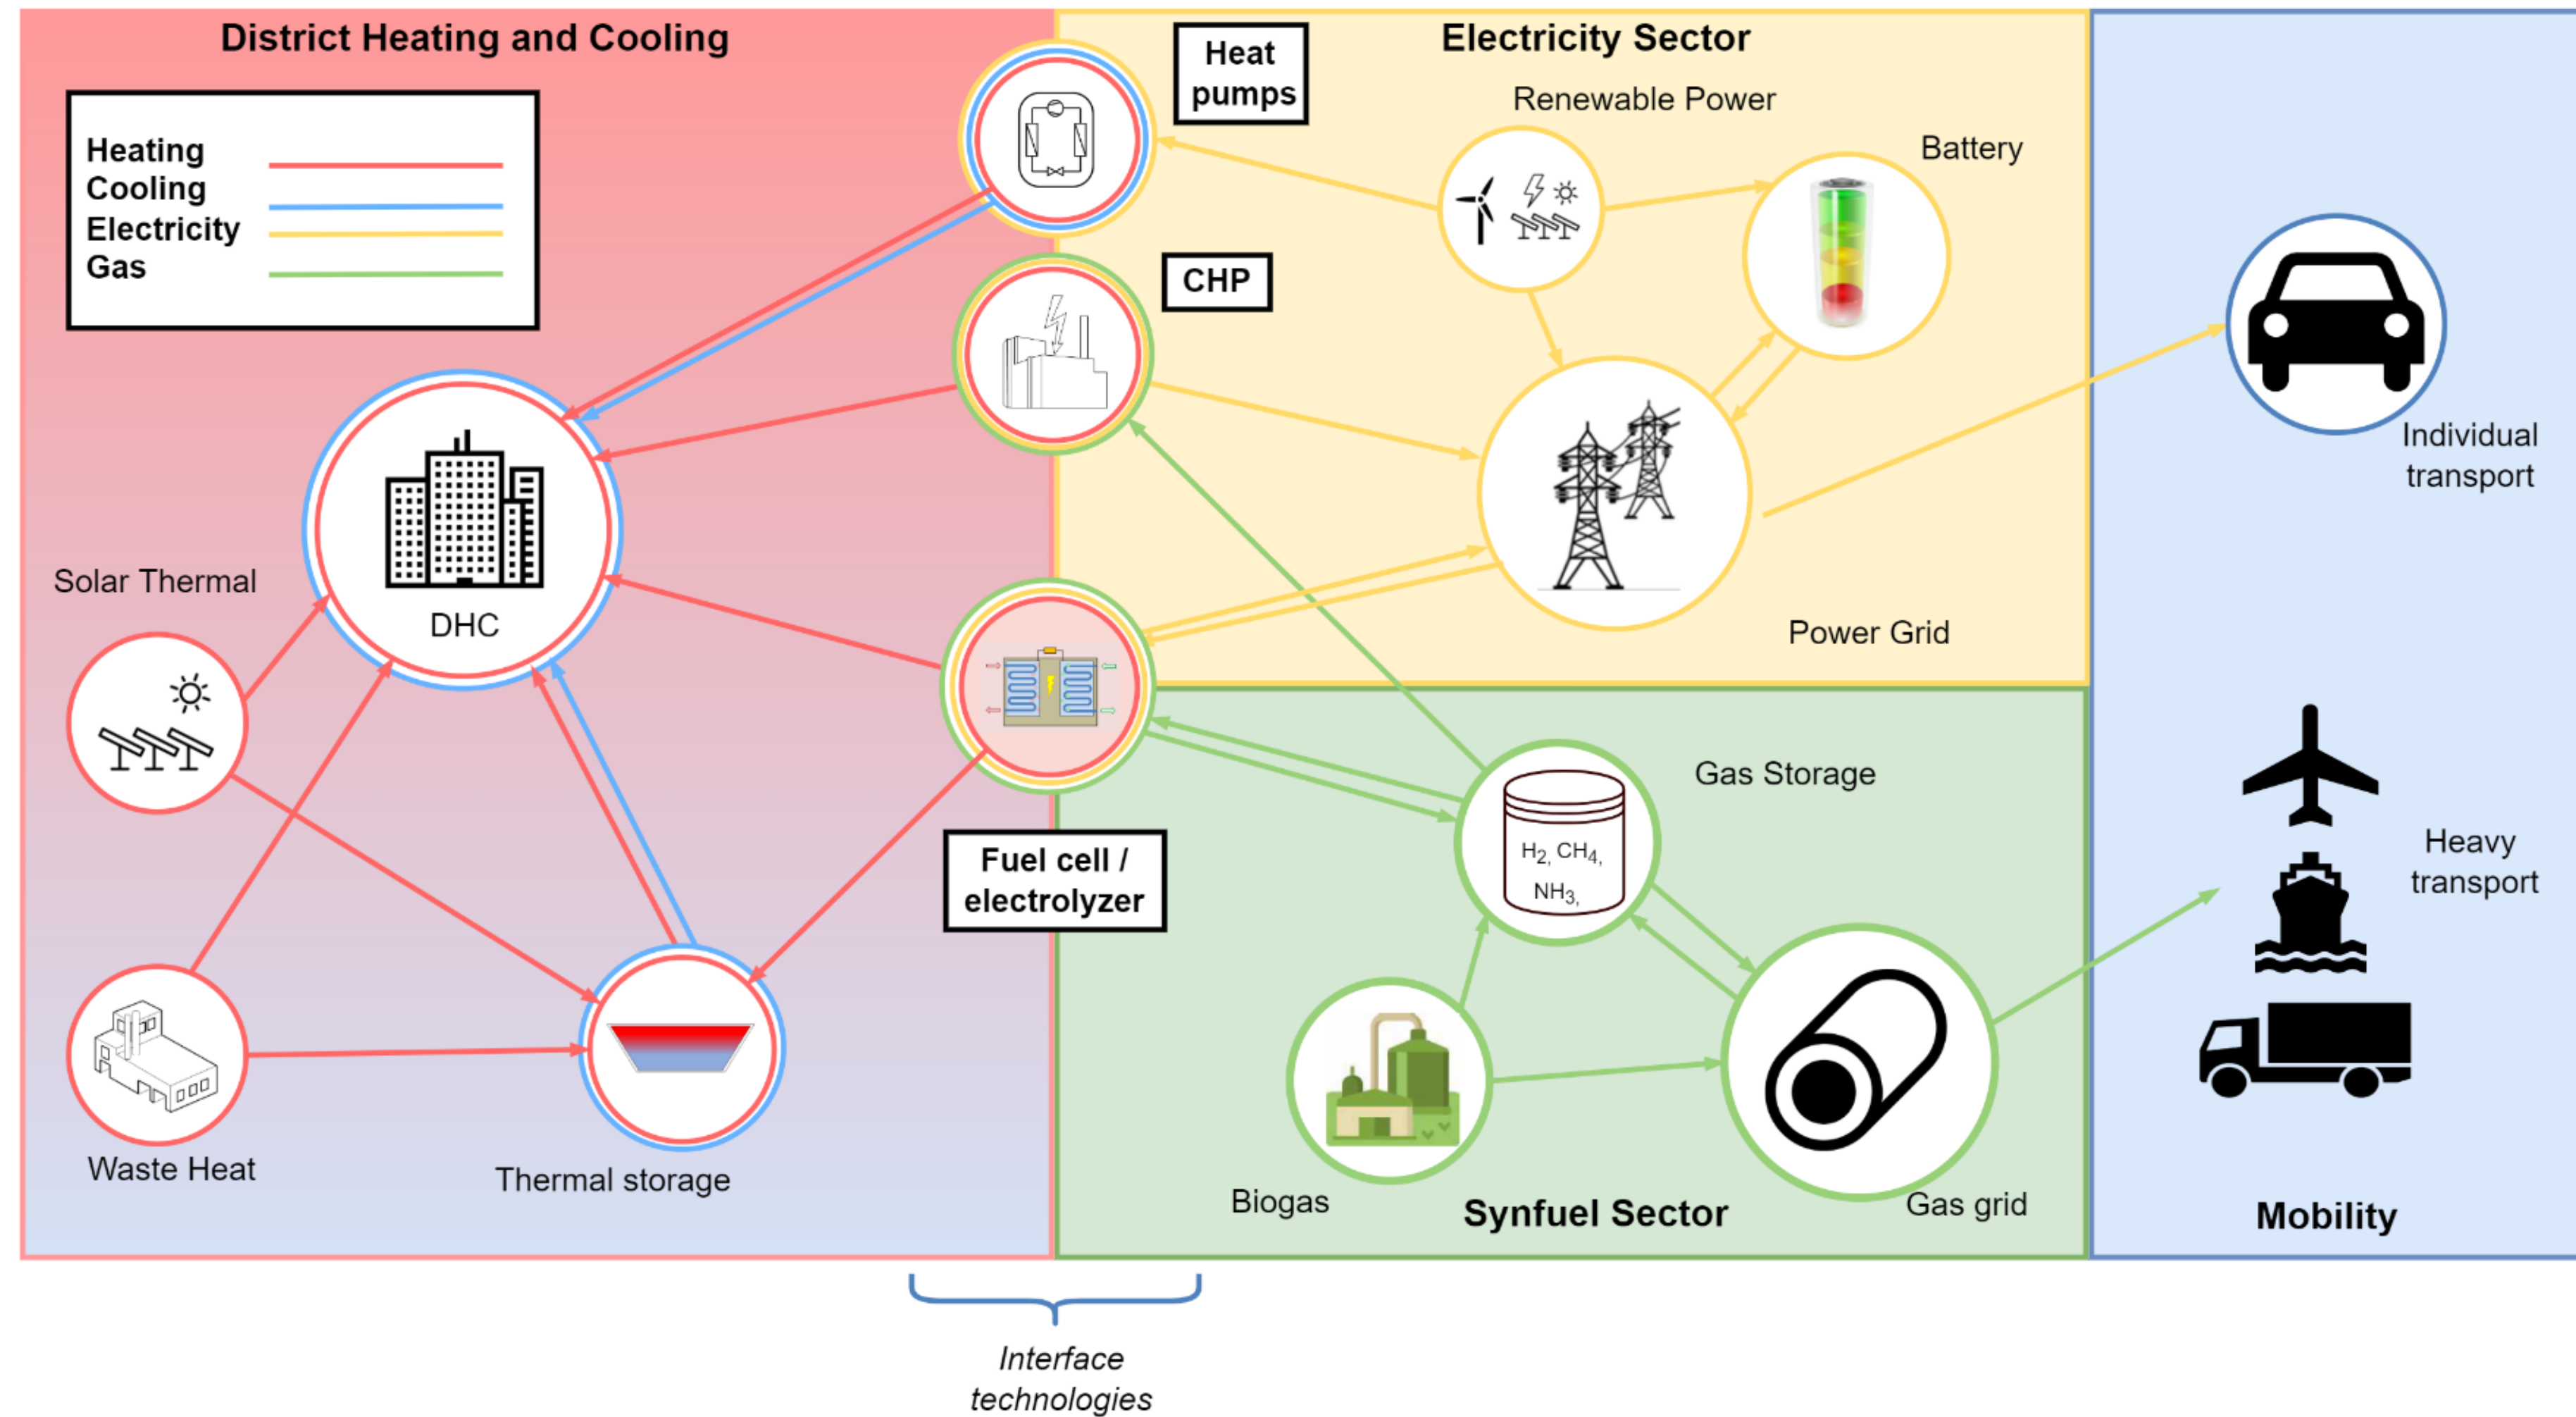 District Heating and Cooling
Heating
Cooling
Electricity
Gas
Heat
pumps
Electricity Sector
Renewable Power
Battery
CHP
Individual
transport
Solar Thermal
DHC
Power Grid
Gas Storage
H2, CH4,
NH3,
Heavy
transport
Fuel cell /
electrolyzer
Waste Heat
Thermal storage
Biogas
Synfuel Sector
Gas grid
Mobility
Interface
technologies